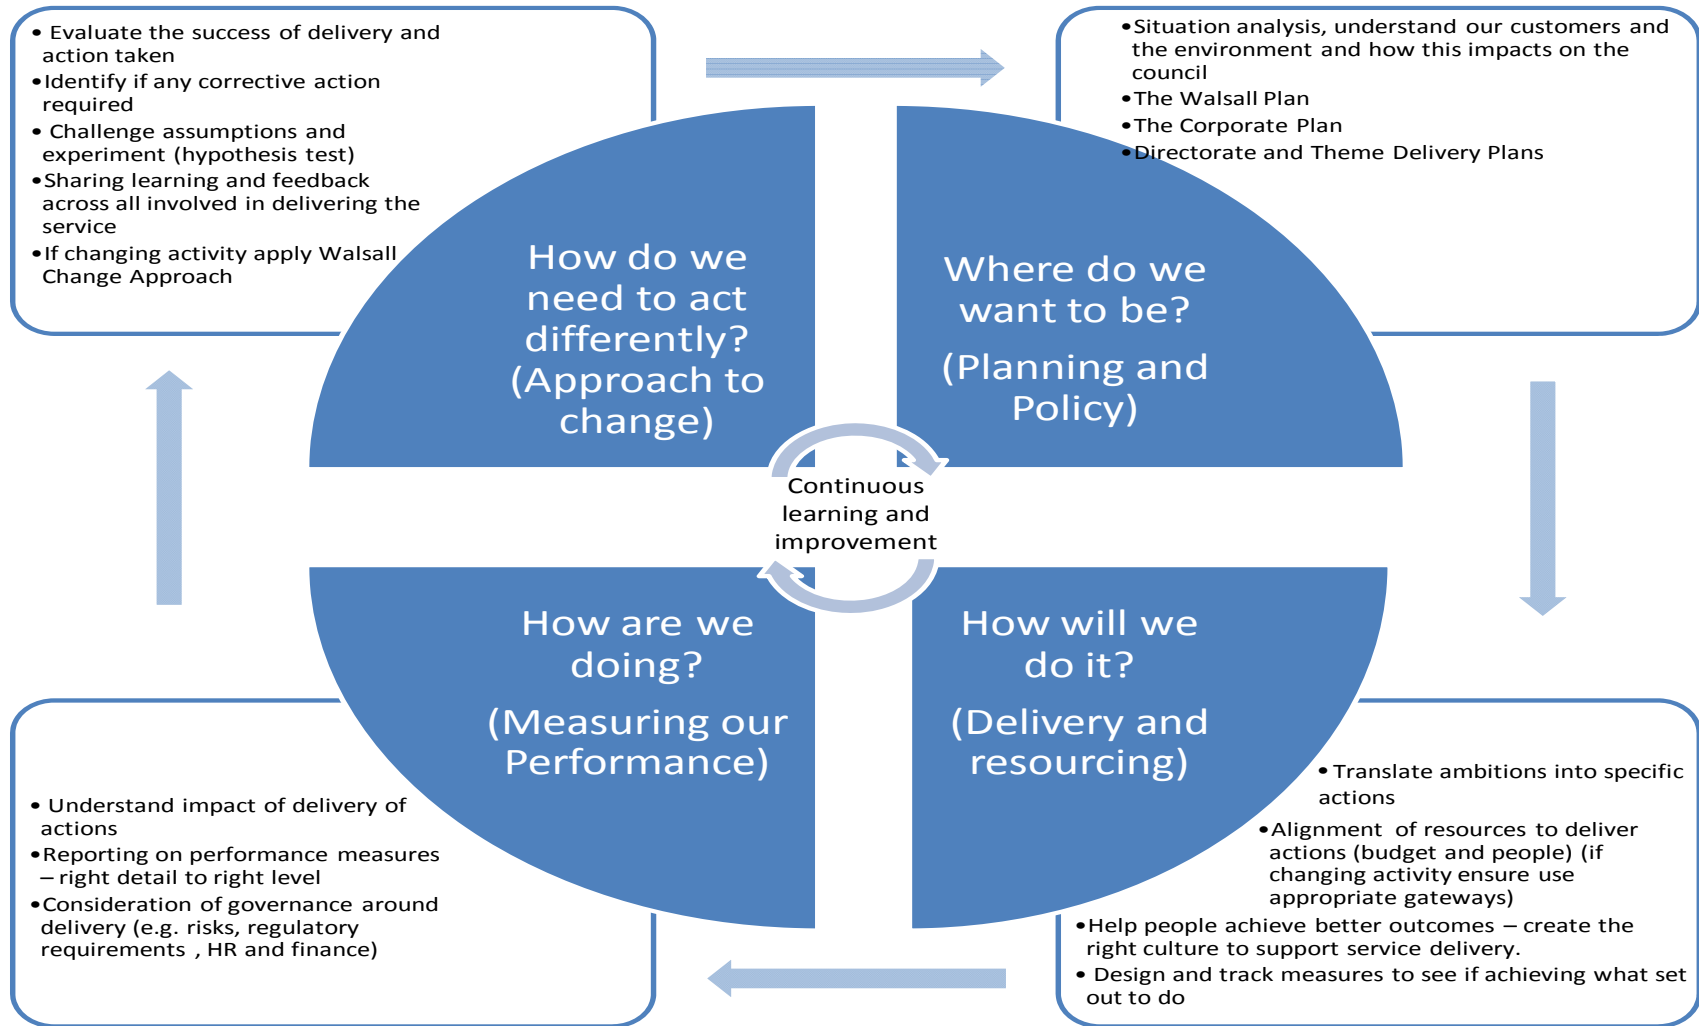 • Evaluate the success of delivery and
action taken
•Identify if any corrective action
required
• Challenge assumptions and
experiment (hypothesis test)
•Sharing learning and feedback
across all involved in delivering the
service
•If changing activity apply Walsall
Change Approach
•Situation analysis, understand our customers and
the environment and how this impacts on the
council
•The Walsall Plan
•The Corporate Plan
•Directorate and Theme Delivery Plans
How do we
need to act
differently?
(Approach to
change)
Where do we
want to be?
(Planning and
Policy)
Continuous
learning and
improvement
How are we
doing?
(Measuring our
Performance)
How will we
do it?
(Delivery and
resourcing)
• Understand impact of delivery of
actions
•Reporting on performance measures
– right detail to right level
•Consideration of governance around
delivery (e.g. risks, regulatory
requirements , HR and finance)
• Translate ambitions into specific
actions
•Alignment of resources to deliver
actions (budget and people) (if
changing activity ensure use
appropriate gateways)
•Help people achieve better outcomes – create the
right culture to support service delivery.
• Design and track measures to see if achieving what set
out to do